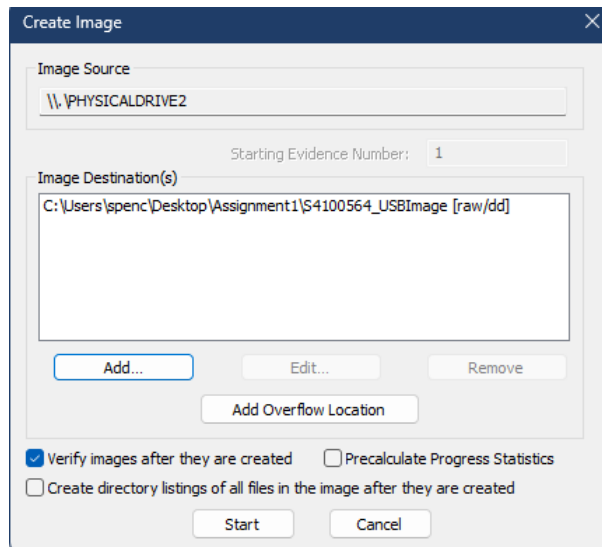 Create Image
Image Source
\\.\PHYSICALDRIVE2
Starting Evidence Number: 1
Image Destination(s)
C:\Users\spenc\Desktop\Assignment1\S4100564_USBImage [raw/dd]
Add... Edit... Remove
Add Overflow Location
Verify images after they are created Precalculate Progress Statistics
Create directory listings of all files in the image after they are created
Start Cancel